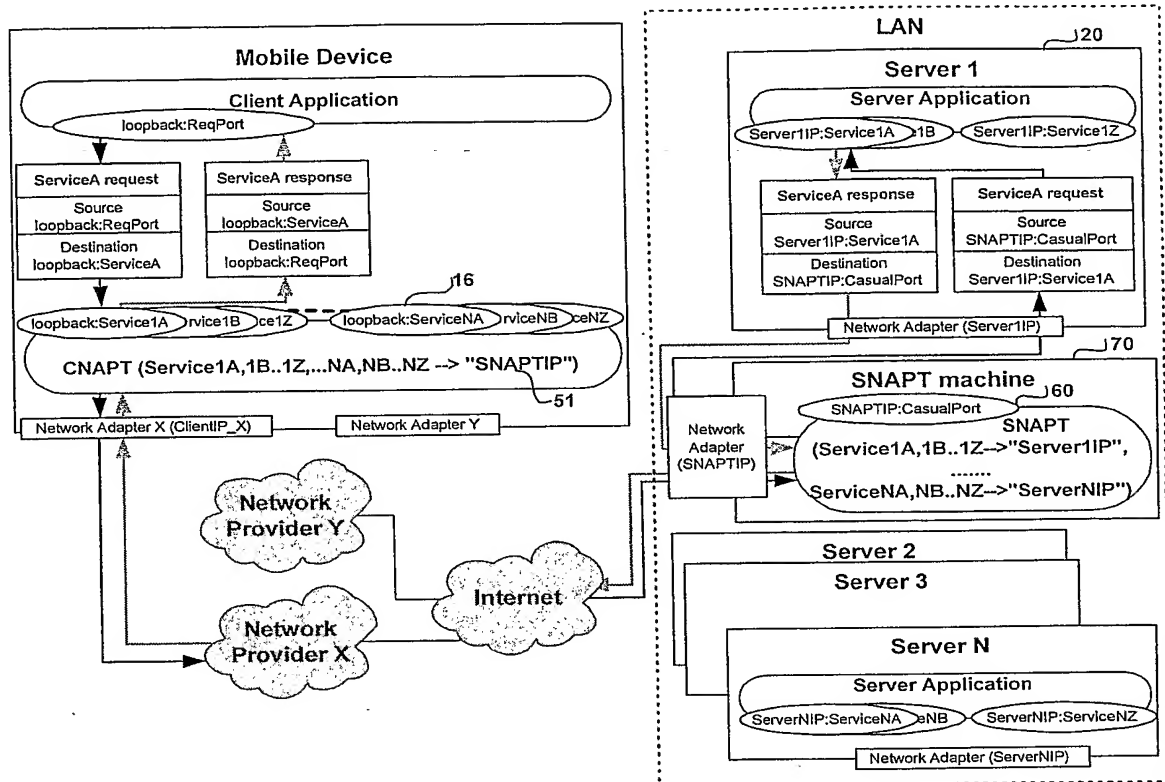 Mobile Device
Client Application
loopback:ReqPort
ServiceA request
Source
loopback:ReqPort
Destination
loopback:ServiceA
ServiceA response
Source
loopback:ServiceA
Destination
loopback:ReqPort
16
loopback:Service1A
rvice1B
ce1Z
loopback:ServiceNA
rviceNB
ceNZ
CNAPT (Service1A,1B..1Z,...NA,NB..NZ --> "SNAPTIP")
51
Network Adapter X (ClientIP_X)
Network Adapter Y
Network
Provider Y
Network
Provider X
Internet
LAN
20
Server 1
Server Application
Server1IP:Service1A
1B
Server1IP:Service1Z
ServiceA response
Source
Server1IP:Service1A
Destination
SNAPTIP:CasualPort
ServiceA request
Source
SNAPTIP:CasualPort
Destination
Server1IP:Service1A
Network Adapter (Server1IP)
70
SNAPT machine
60
SNAPTIP:CasualPort
Network
Adapter
(SNAPTIP)
SNAPT
(Service1A,1B..1Z-->"Server1IP",
.......
ServiceNA,NB..NZ-->"ServerNIP")
Server 2
Server 3
Server N
Server Application
ServerNIP:ServiceNA
eNB
ServerNIP:ServiceNZ
Network Adapter (ServerNIP)